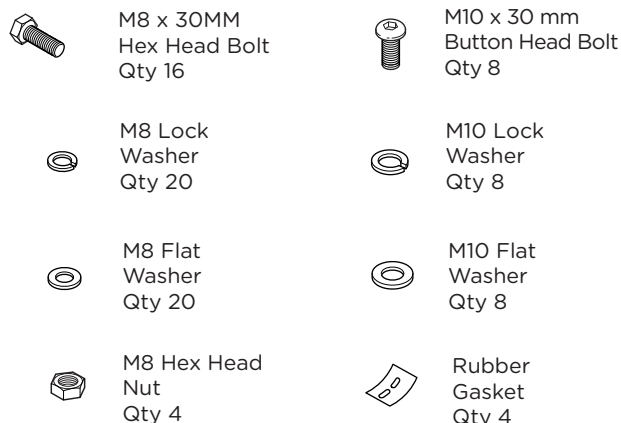 M8 x 30MM
Hex Head Bolt
Qty 16
M10 x 30 mm
Button Head Bolt
Qty 8
M8 Lock
Washer
Qty 20
M10 Lock
Washer
Qty 8
M8 Flat
Washer
Qty 20
M10 Flat
Washer
Qty 8
M8 Hex Head
Nut
Qty 4
Rubber
Gasket
Qty 4